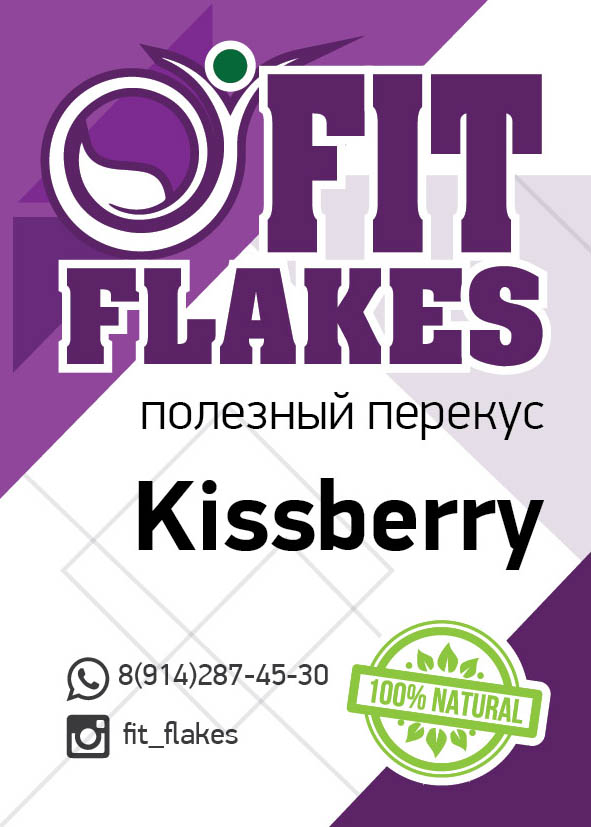 FIT
FLAKES
полезный перекус
Kissberry
8(914)287-45-30
fit_flakes
100% NATURAL